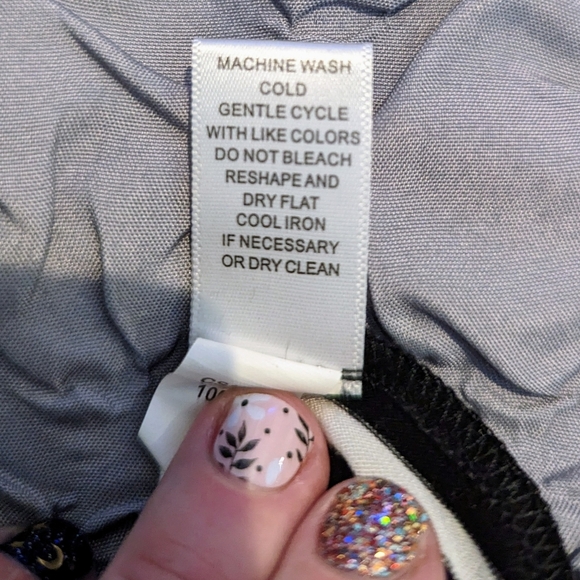 MACHINE WASH
COLD
GENTLE CYCLE
WITH LIKE COLORS
DO NOT BLEACH
RESHAPE AND
DRY FLAT
COOL IRON
IF NECESSARY
OR DRY CLEAN